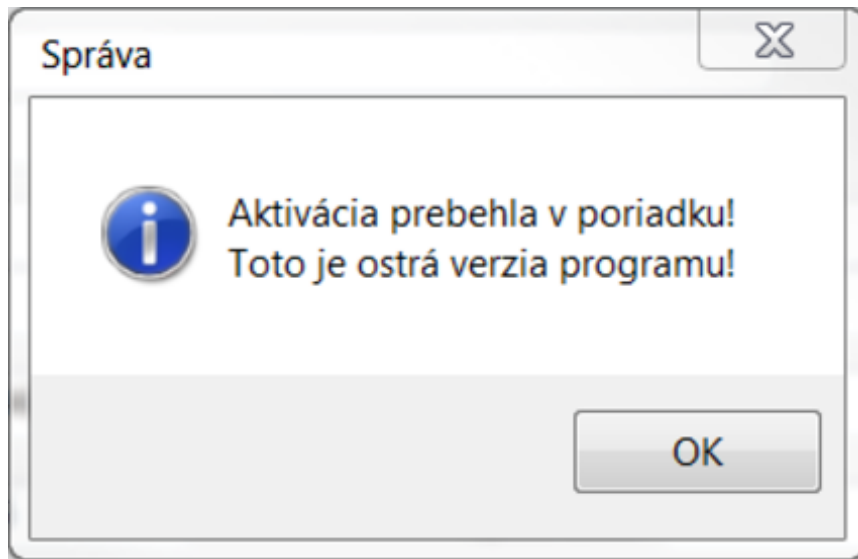 Správa
Aktivácia prebehla v poriadku!
Toto je ostrá verzia programu!
OK